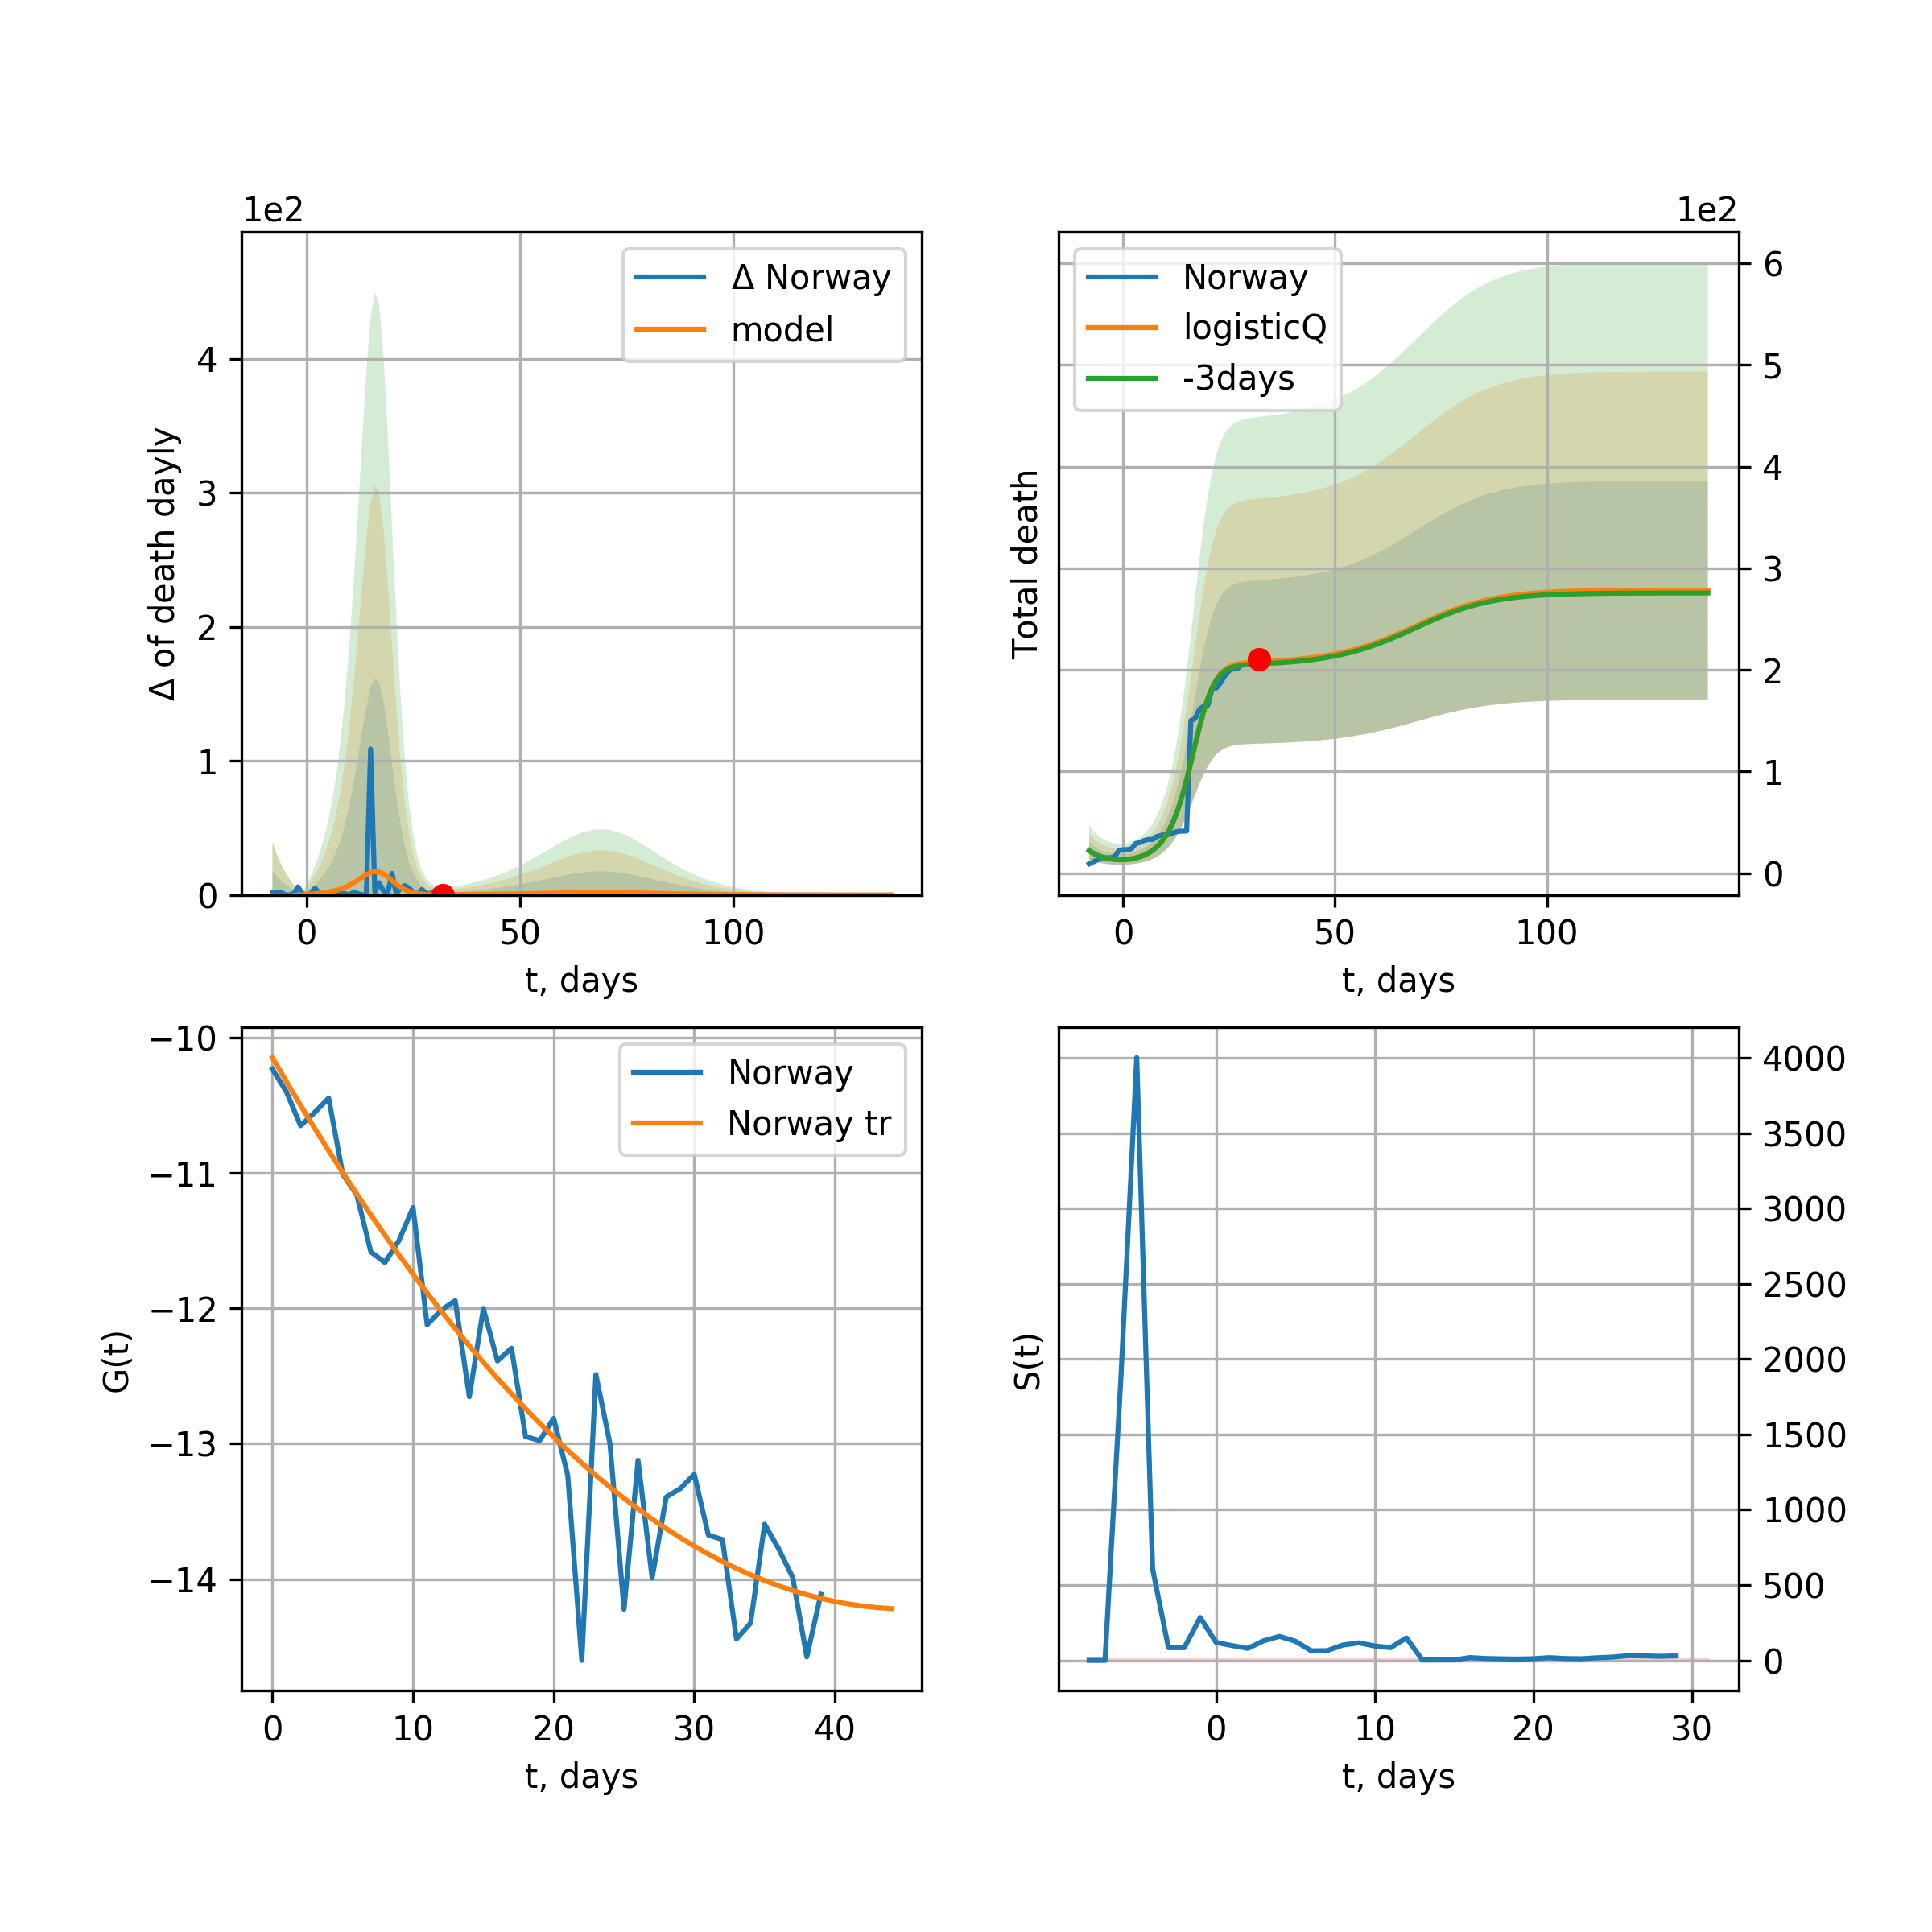 1e2
Δ Norway
model
4
3
2
1
0
Δ of death dayly
0 50 100
t, days
1e2
Norway
logisticQ
-3days
6
5
4
3
2
1
0
Total death
0 50 100
t, days
Norway
Norway tr
−10
−11
−12
−13
−14
G(t)
0 10 20 30 40
t, days
4000
3500
3000
2500
2000
1500
1000
500
0
S(t)
0 10 20 30
t, days